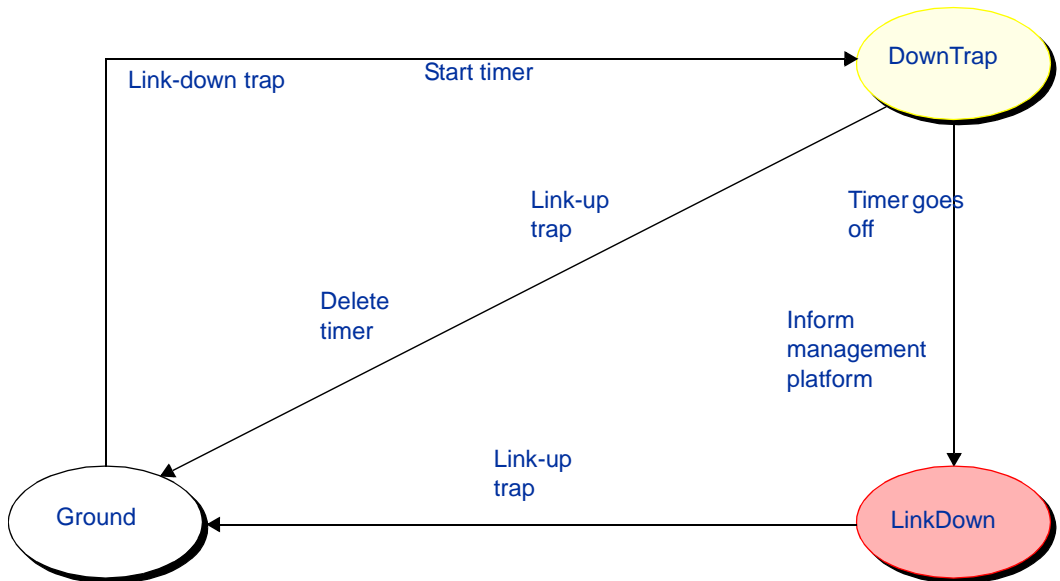 DownTrap
Link-down trap
Start timer
Link-up
trap
Timer goes
off
Delete
timer
Inform
management
platform
Link-up
trap
Ground
LinkDown